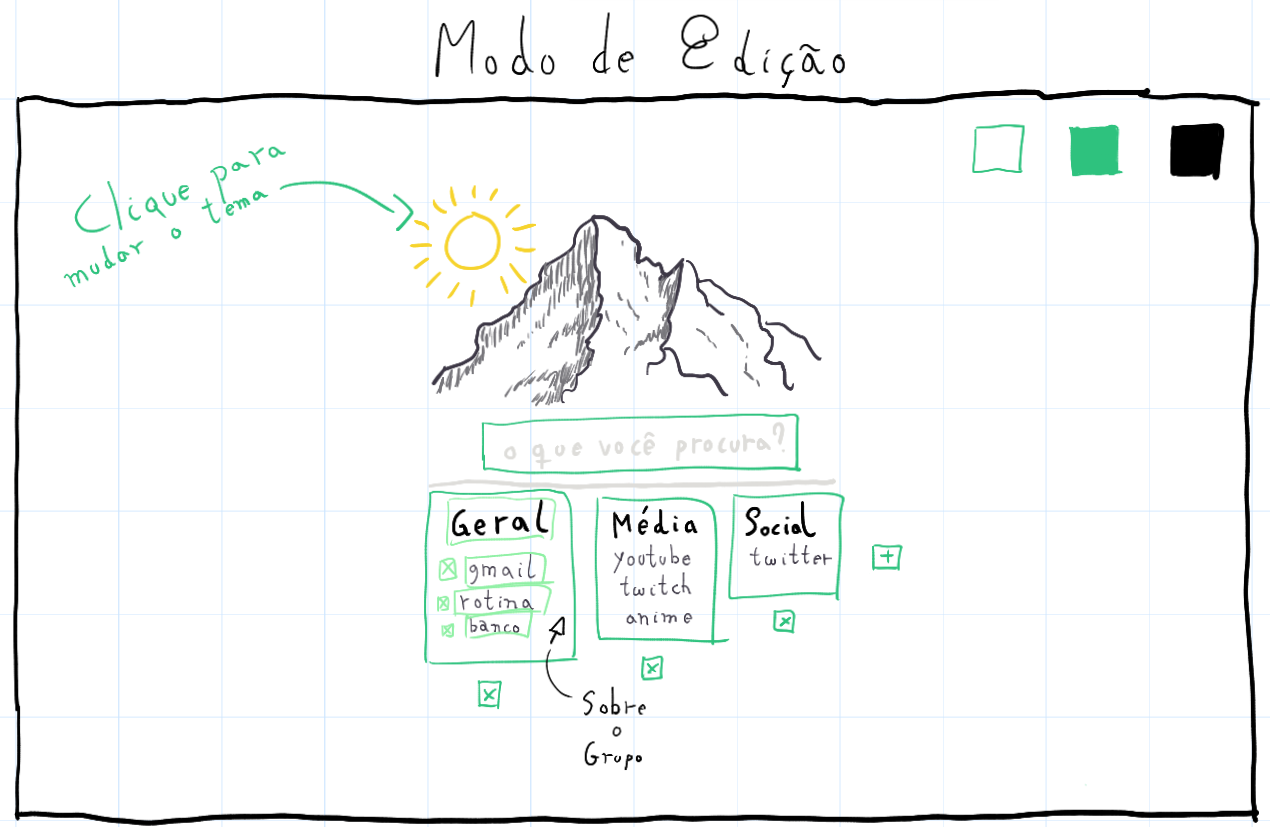 Modo de Edição
Clique para
mudar o tema
o que você procura?
Geral
gmail
rotina
banco
Média
youtube
twitch
anime
Social
twitter
+
Sobre
o
Grupo